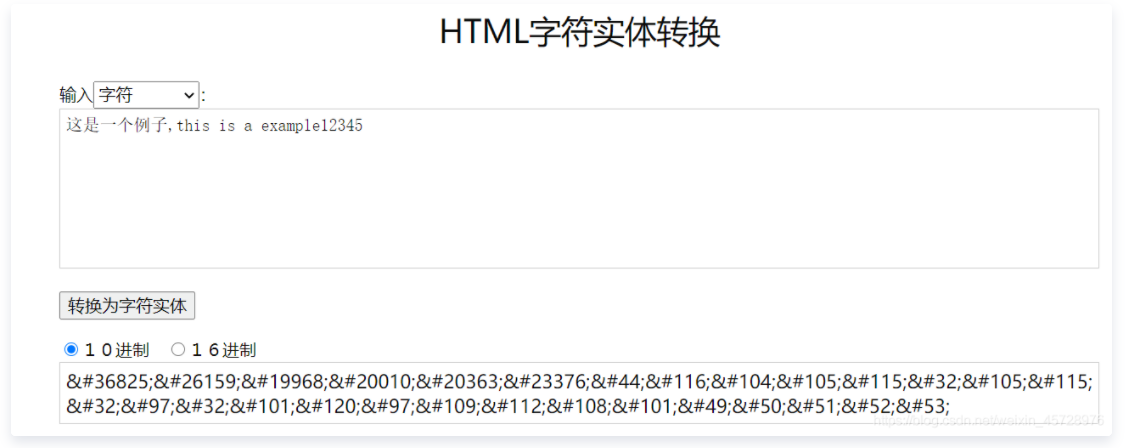 HTML字符实体转换
输入 字符 :
这是一个例子,this is a example12345
转换为字符实体
１０进制 １６进制
&#36825;&#26159;&#19968;&#20010;&#20363;&#23376;&#44;&#116;&#104;&#105;&#115;&#32;&#105;&#115;
&#32;&#97;&#32;&#101;&#120;&#97;&#109;&#112;&#108;&#101;&#49;&#50;&#51;&#52;&#53;
https://blog.csdn.net/weixin_45728976